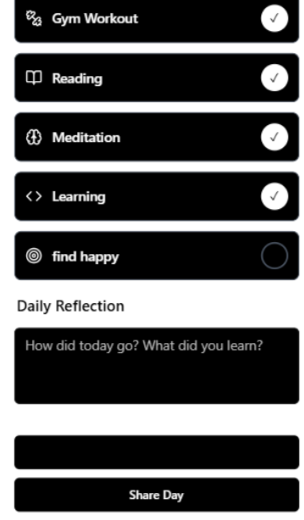 Gym Workout
Reading
Meditation
Learning
find happy
Daily Reflection
How did today go? What did you learn?
Share Day